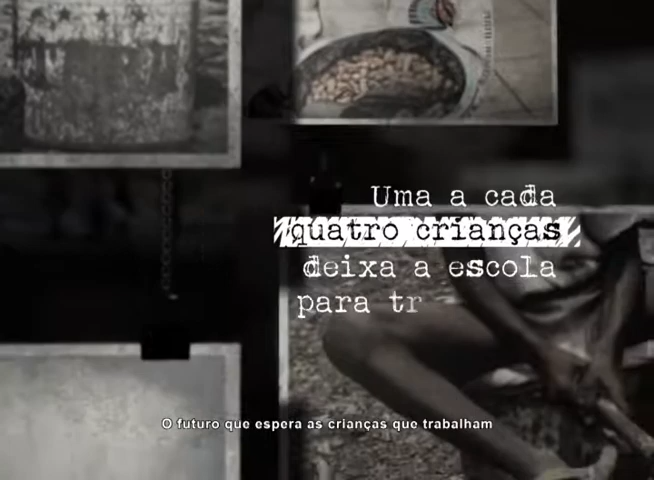 Uma a cada
quatro crianças
deixa a escola
para tr
O futuro que espera as crianças que trabalham